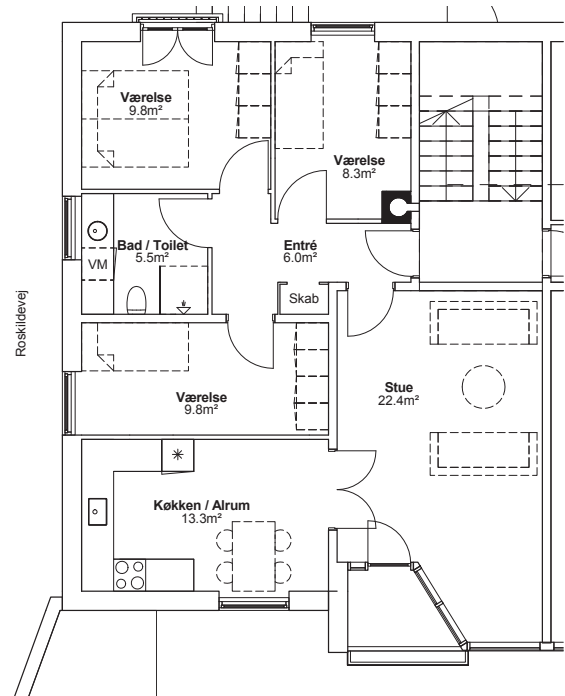 Værelse
9.8m²
Værelse
8.3m²
Bad / Toilet
5.5m²
VM
Entré
6.0m²
Skab
Roskildevej
Værelse
9.8m²
Stue
22.4m²
Køkken / Alrum
13.3m²